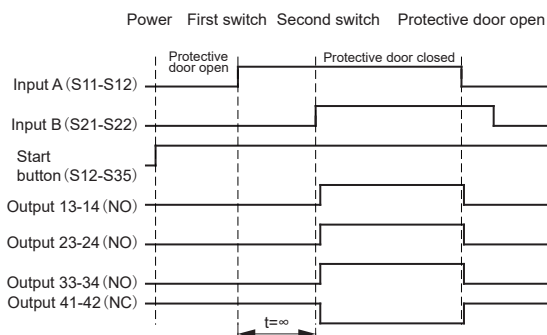 Power First switch Second switch Protective door open
Protective
door open
Protective door closed
Input A (S11-S12)
Input B (S21-S22)
Start
button (S12-S35)
Output 13-14 (NO)
Output 23-24 (NO)
Output 33-34 (NO)
Output 41-42 (NC)
t=∞